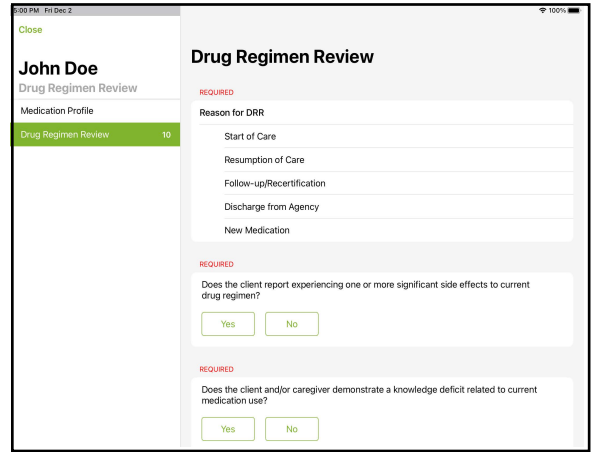 5:00 PM Fri Dec 2
100%
Close
John Doe
Drug Regimen Review
Medication Profile
Drug Regimen Review 10
Drug Regimen Review
REQUIRED
Reason for DRR
Start of Care
Resumption of Care
Follow-up/Recertification
Discharge from Agency
New Medication
REQUIRED
Does the client report experiencing one or more significant side effects to current
drug regimen?
Yes No
REQUIRED
Does the client and/or caregiver demonstrate a knowledge deficit related to current
medication use?
Yes No